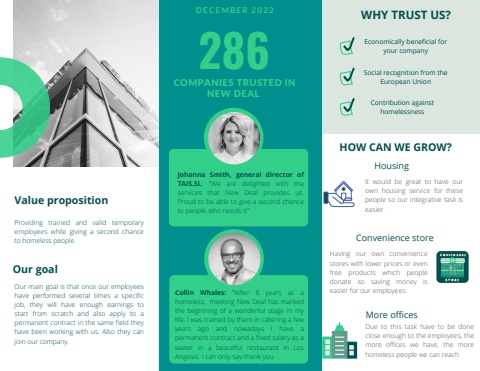 Value proposition
Providing trained and valid temporary
employees while giving a second chance
to homeless people.
Our goal
Our main goal is that once our employees
have performed several times a specific
job, they will have enough earnings to
start from scratch and also apply to a
permanent contract in the same field they
have been working us. Also they can
join our company.
DECEMBER 2022
286
COMPANIES TRUSTED IN
NEW DEAL
Johanna Smith, general director of
TAIS.SL: "We are delighted with the
services that New Deal provides us.
Proud to be able to give a second chance
to people who needs it"
Collin Whales: "After 8 years as a
homeless, meeting New Deal has marked
the beginning of a wonderful stage in my
life. I was trained by them in catering a few
years ago and nowadays I have a
permanent contract and a fixed salary as a
waiter in a beautiful restaurant in Los
Angeles. I can only say thank you.
WHY TRUST US?
Economically beneficial for
your company
Social recognition from the
European Union
Contribution against
homelessness
HOW CAN WE GROW?
Housing
It would be great to have our
own housing service for these
people so our integrative task is
easier.
Convenience store
Having our own convenience
stores with lower prices or even
free products which people
donate so saving money is
easier for our employees.
CONVENIENCE
STORE
More offices
Due to this task have to be done
close enough to the employees, the
more offices we have, the more
homeless people we can reach